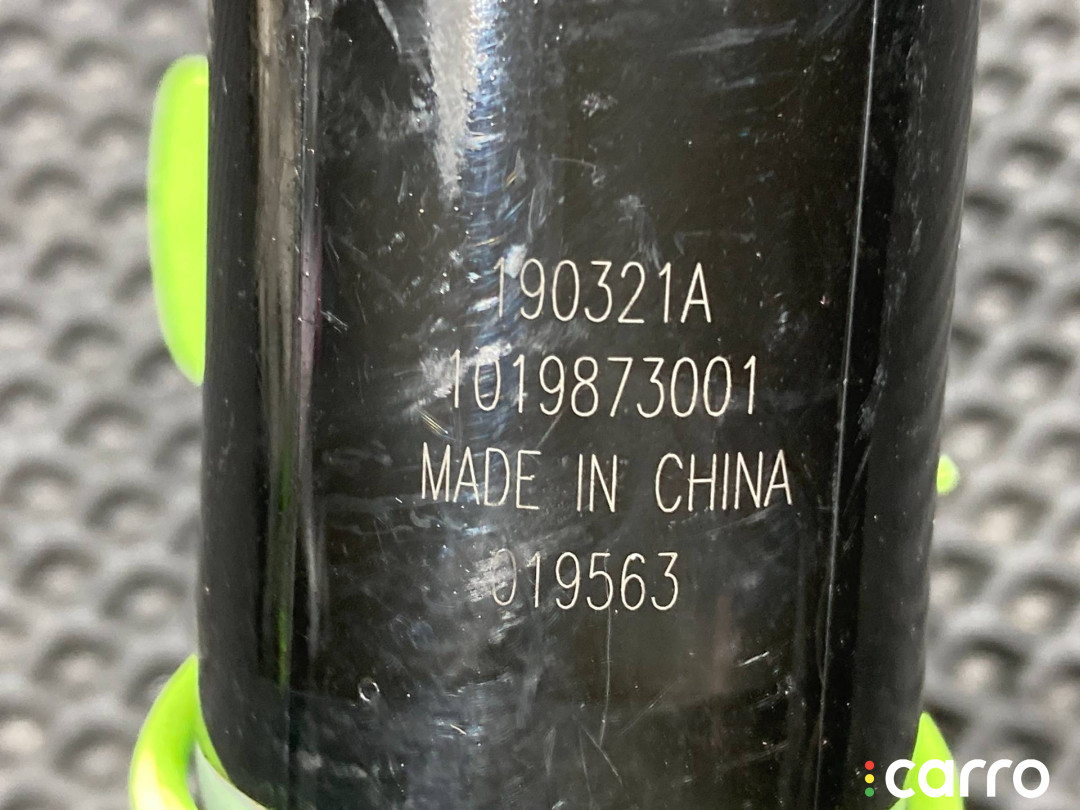 190321A
1019873001
MADE IN CHINA
019563
carro